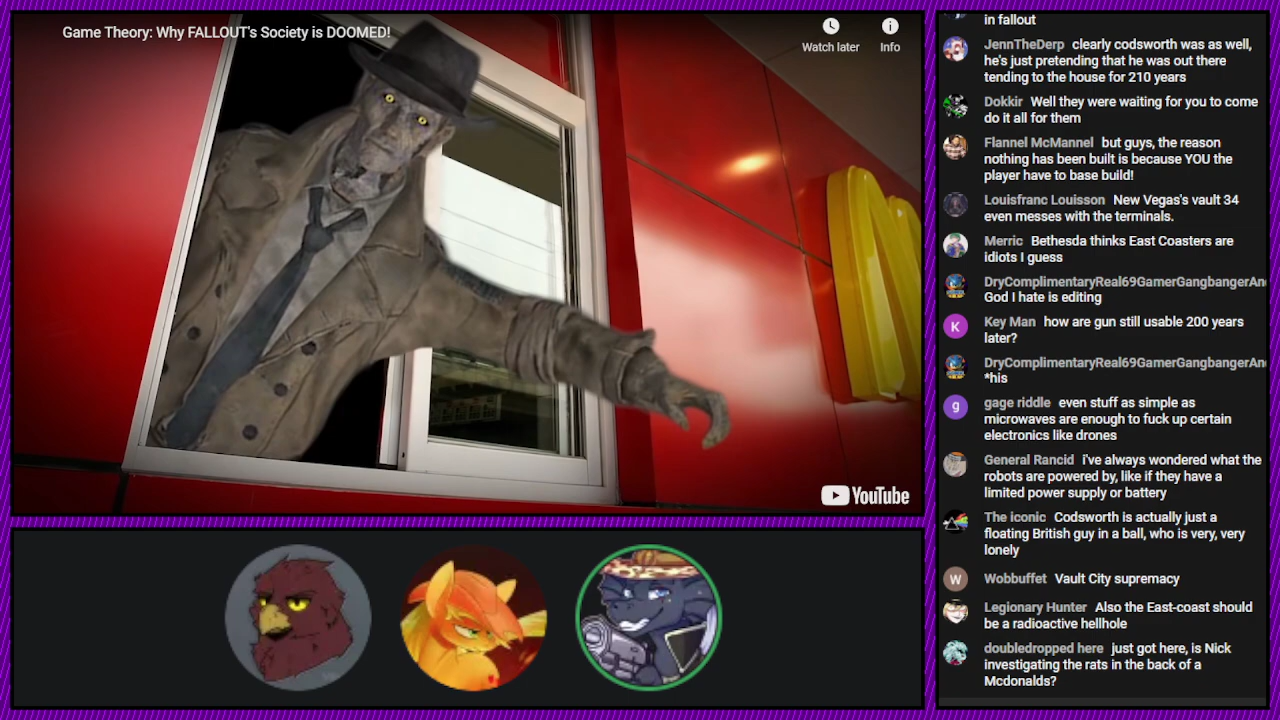 Game Theory: Why FALLOUT's Society is DOOMED!
Watch later
Info
YouTube
in fallout
JennTheDerp clearly codsworth was as well,
he's just pretending that he was out there
tending to the house for 210 years
Dokkir Well they were waiting for you to come
do it all for them
Flannel McMannel but guys, the reason
nothing has been built is because YOU the
player have to base build!
Louisfranc Louisson New Vegas's vault 34
even messes with the terminals.
Merric Bethesda thinks East Coasters are
idiots I guess
DryComplimentaryReal69GamerGangbangerAn
God I hate is editing
K
Key Man how are gun still usable 200 years
later?
DryComplimentaryReal69GamerGangbangerAn
*his
g
gage riddle even stuff as simple as
microwaves are enough to fuck up certain
electronics like drones
General Rancid i've always wondered what the
robots are powered by, like if they have a
limited power supply or battery
The iconic Codsworth is actually just a
floating British guy in a ball, who is very, very
lonely
W
Wobbuffet Vault City supremacy
Legionary Hunter Also the East-coast should
be a radioactive hellhole
doubledropped here just got here, is Nick
investigating the rats in the back of a
Mcdonalds?